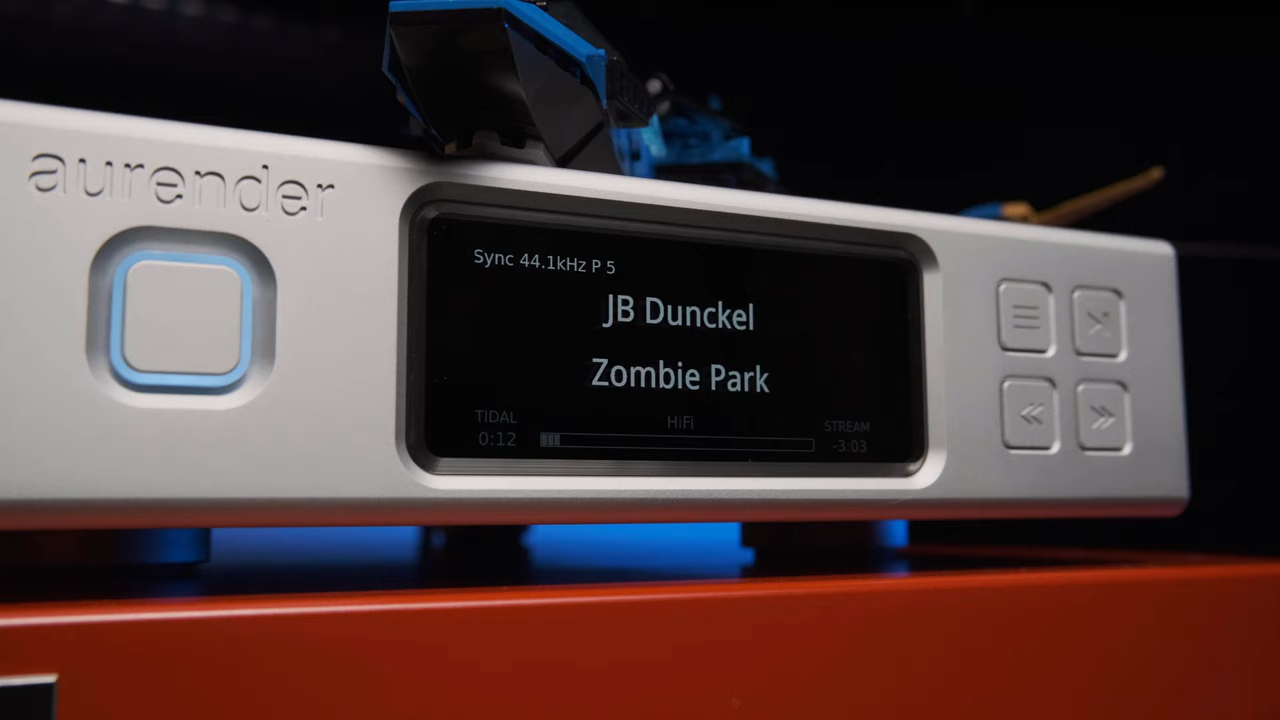 aurender
Sync 44.1kHz P 5
JB Dunckel
Zombie Park
TIDAL
HiFi
STREAM
0:12
-3:03